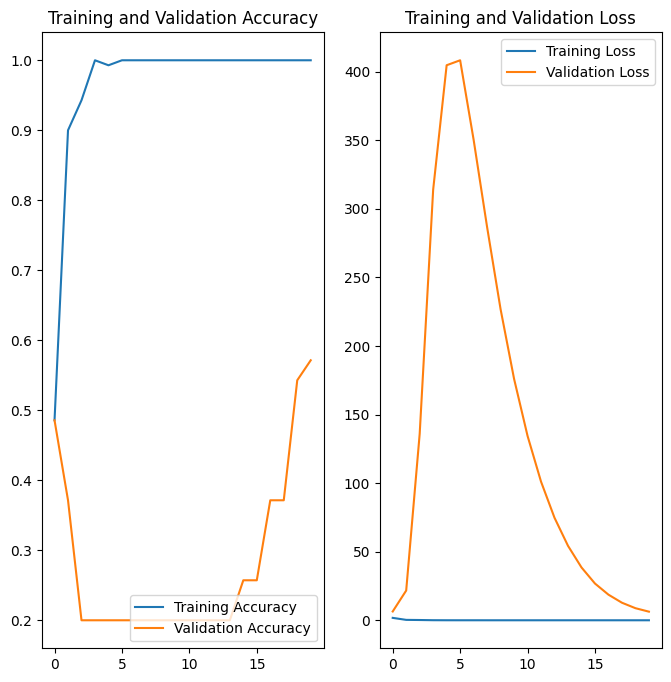 Training and Validation Accuracy
1.0
0.9
0.8
0.7
0.6
0.5
0.4
0.3
0.2
Training Accuracy
Validation Accuracy
0 5 10 15
Training and Validation Loss
Training Loss
Validation Loss
400
350
300
250
200
150
100
50
0
0 5 10 15